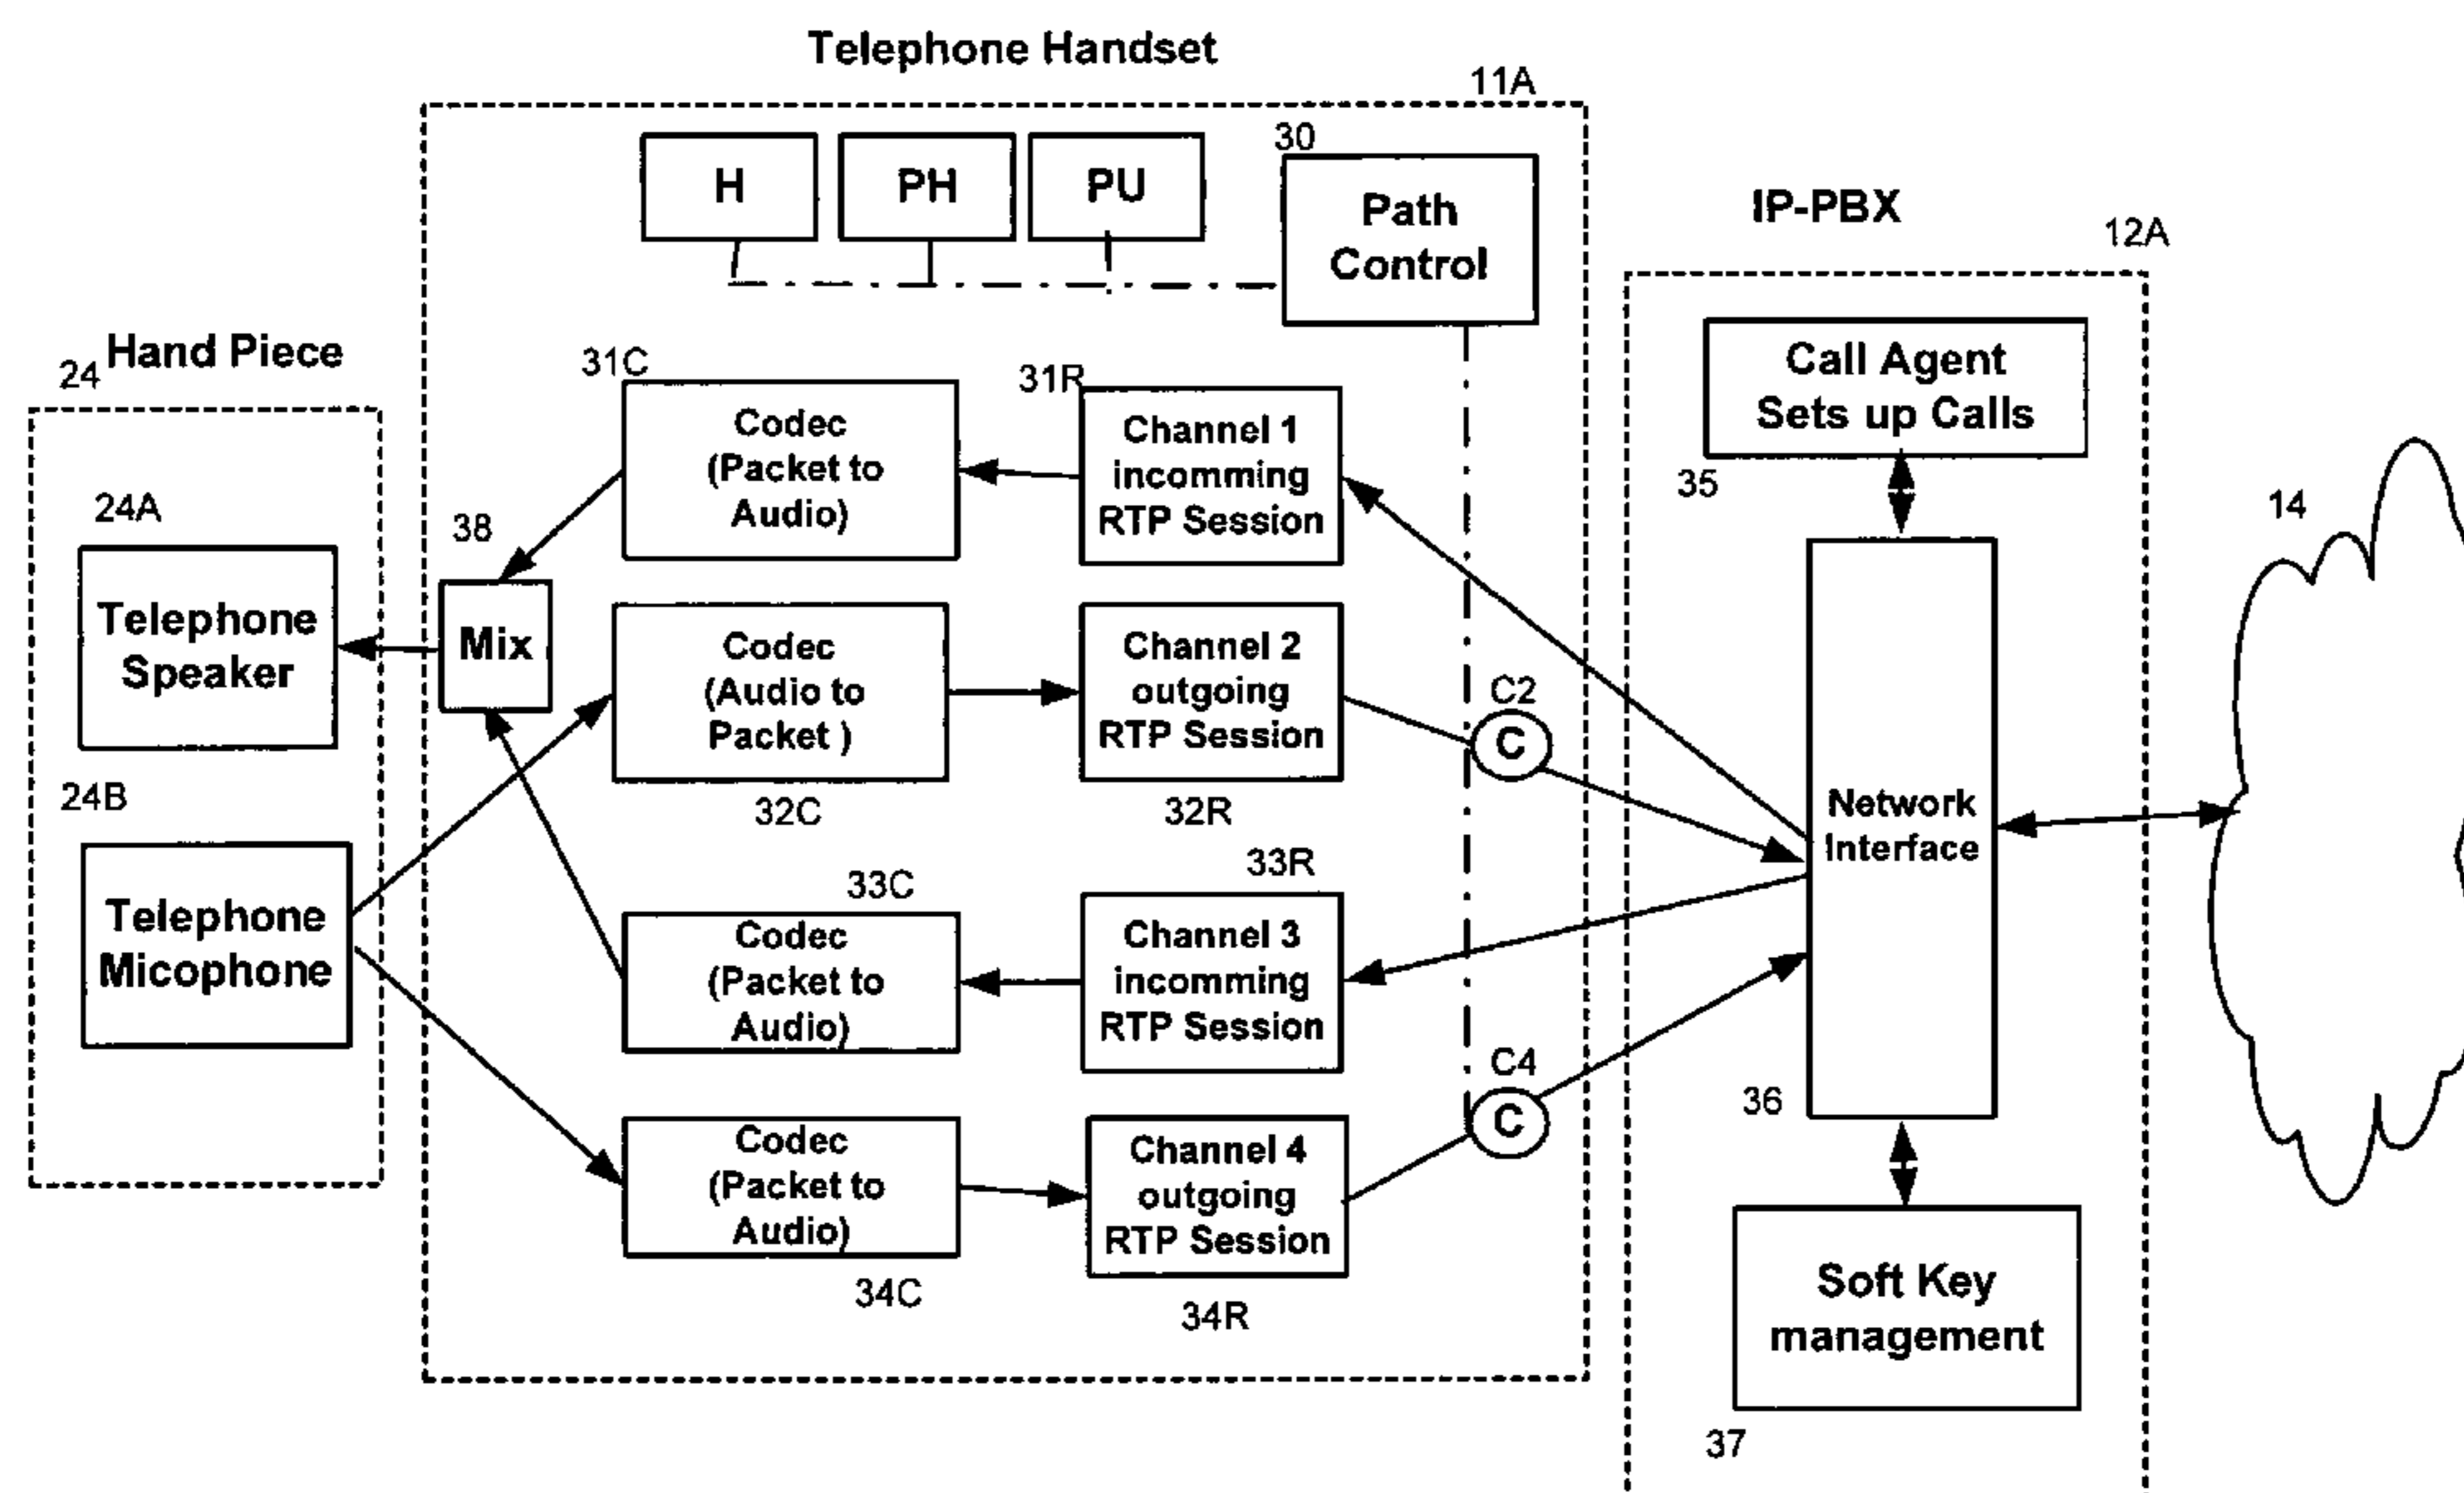 Telephone Handset
11A
H
PH
PU
30
Path
Control
IP-PBX
12A
Hand Piece
24
24A
Telephone
Speaker
24B
Telephone
Micophone
38
Mix
31C
Codec
(Packet to
Audio)
31R
Channel 1
incomming
RTP Session
Codec
(Audio to
Packet )
32C
Channel 2
outgoing
RTP Session
32R
C2
C
33C
Codec
(Packet to
Audio)
33R
Channel 3
incomming
RTP Session
C4
C
Codec
(Packet to
Audio)
34C
Channel 4
outgoing
RTP Session
34R
Call Agent
Sets up Calls
35
Network
Interface
36
Soft Key
management
37
14